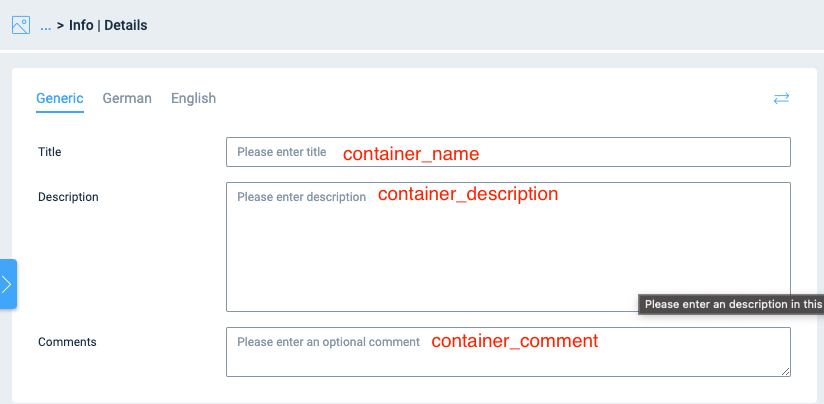 ... > Info | Details
Generic German English
Title
Please enter title container_name
Description
Please enter description container_description
Please enter an description in this
Comments
Please enter an optional comment container_comment